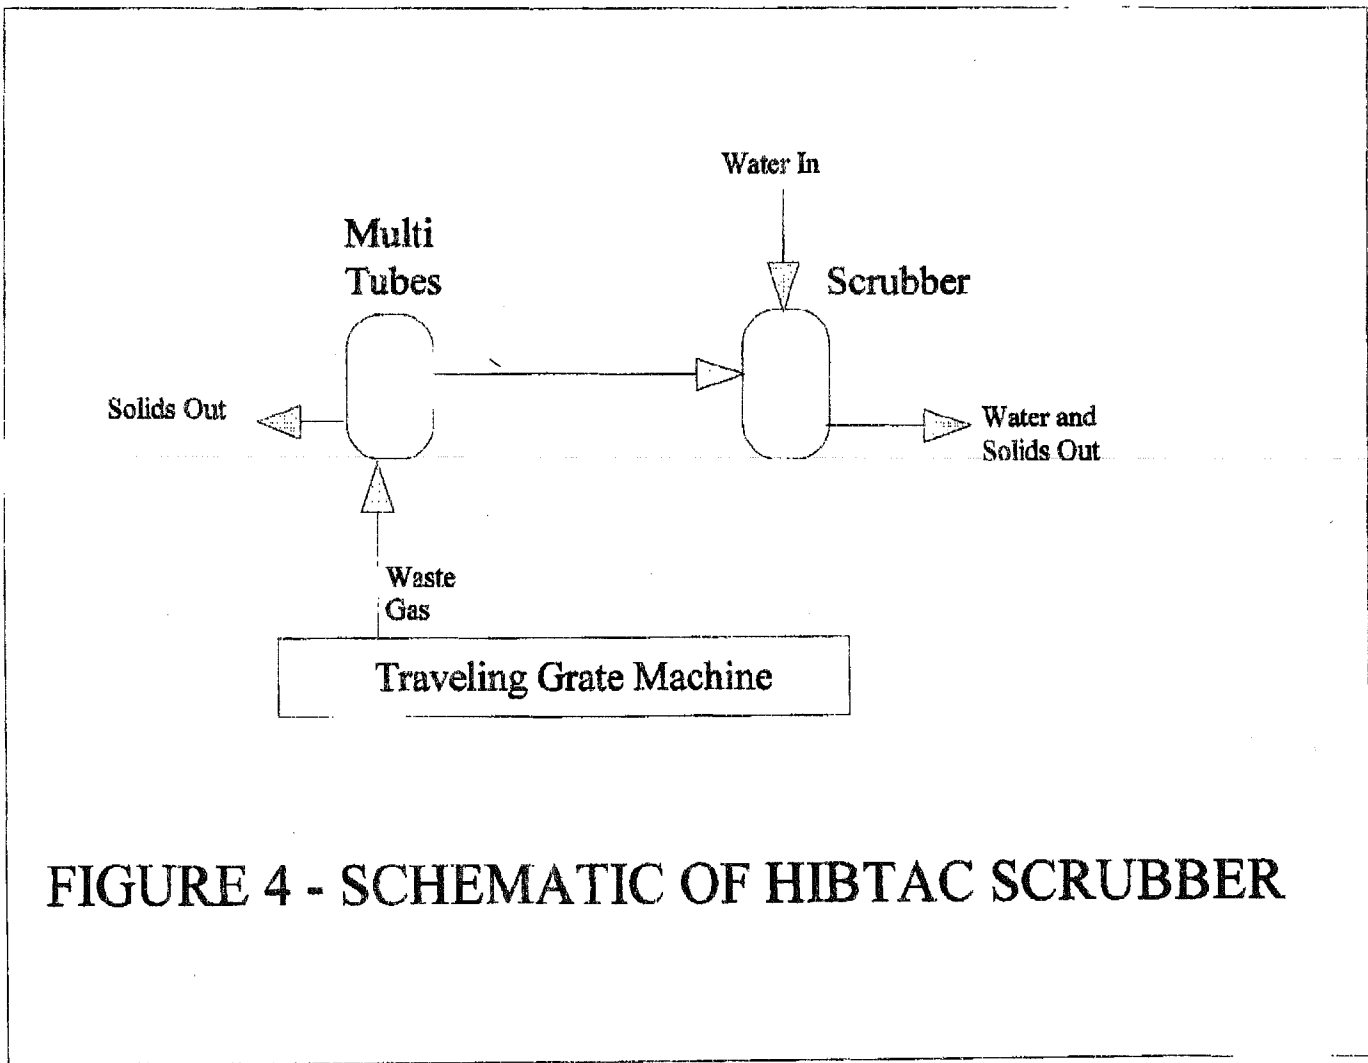 Water In
Multi
Tubes
Scrubber
Solids Out
Water and
Solids Out
Waste
Gas
Traveling Grate Machine
FIGURE 4 - SCHEMATIC OF HIBTAC SCRUBBER